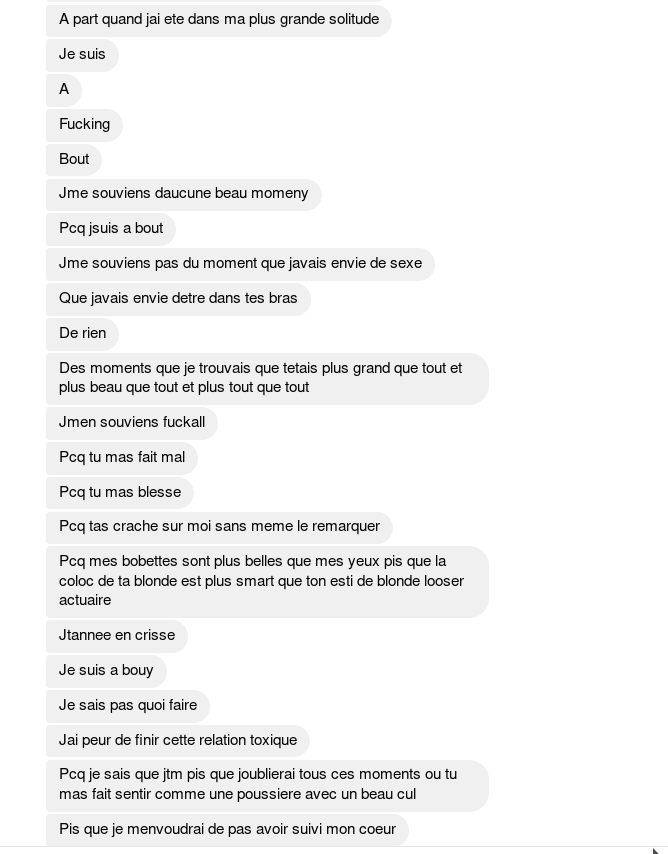 A part quand jai ete dans ma plus grande solitude
Je suis
A
Fucking
Bout
Jme souviens daucune beau momeny
Pcq jsuis a bout
Jme souviens pas du moment que javais envie de sexe
Que javais envie detre dans tes bras
De rien
Des moments que je trouvais que tetais plus grand que tout et
plus beau que tout et plus tout que tout
Jmen souviens fuckall
Pcq tu mas fait mal
Pcq tu mas blesse
Pcq tas crache sur moi sans meme le remarquer
Pcq mes bobettes sont plus belles que mes yeux pis que la
coloc de ta blonde est plus smart que ton esti de blonde looser
actuaire
Jtannee en crisse
Je suis a bouy
Je sais pas quoi faire
Jai peur de finir cette relation toxique
Pcq je sais que jtm pis que joublierai tous ces moments ou tu
mas fait sentir comme une poussiere avec un beau cul
Pis que je menvoudrai de pas avoir suivi mon coeur